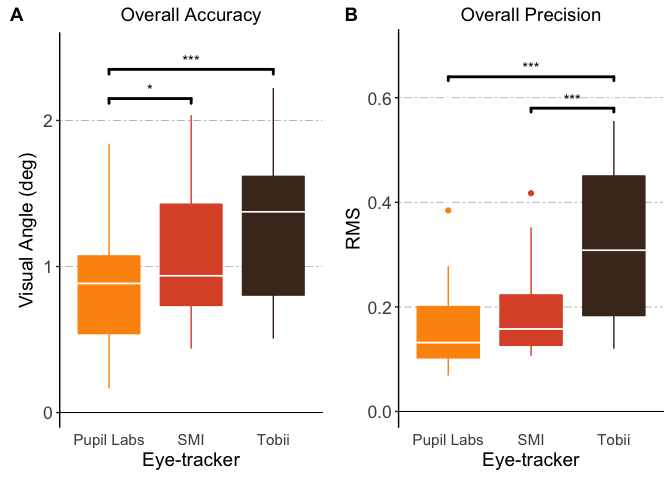 A
Overall Accuracy
Visual Angle (deg)
2
1
0
***
*
Pupil Labs
SMI
Tobii
Eye-tracker
B
Overall Precision
RMS
0.6
0.4
0.2
0.0
***
***
Pupil Labs
SMI
Tobii
Eye-tracker